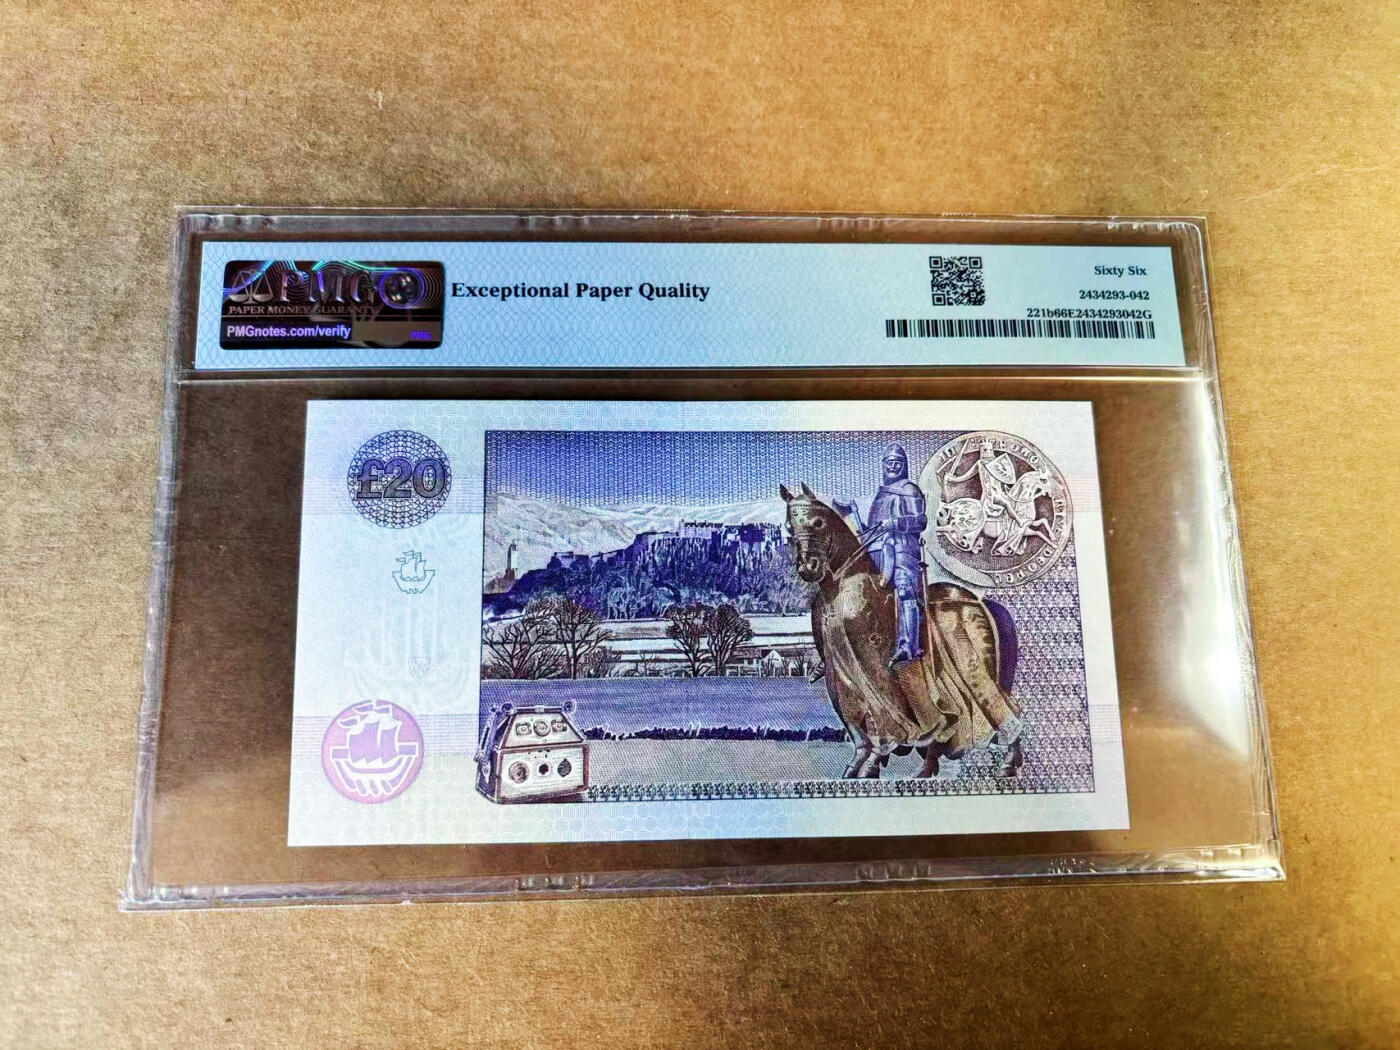 PMG
PAPER MONEY GUARANTY
PMGnotes.com/verify
Exceptional Paper Quality
Sixty Six
2434293-042
221b66E2434293042G
£20